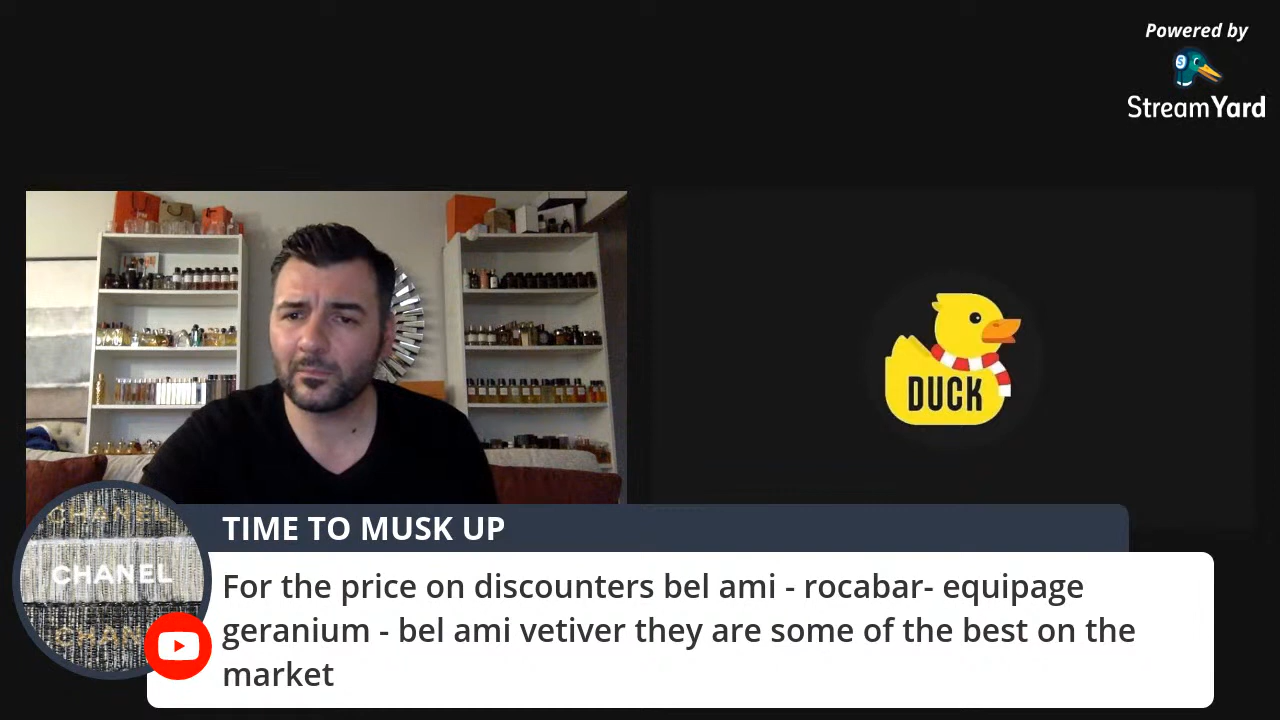 Powered by
StreamYard
DUCK
TIME TO MUSK UP
CHANEL
For the price on discounters bel ami - rocabar- equipage
geranium - bel ami vetiver they are some of the best on the
market